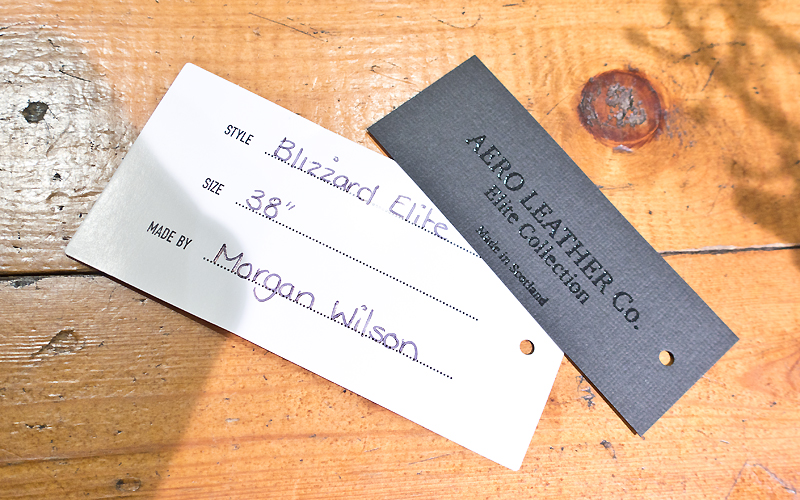 STYLE Blizzard Elite
SIZE 38"
MADE BY Morgan Wilson
AERO LEATHER Co.
Elite Collection
Made in Scotland